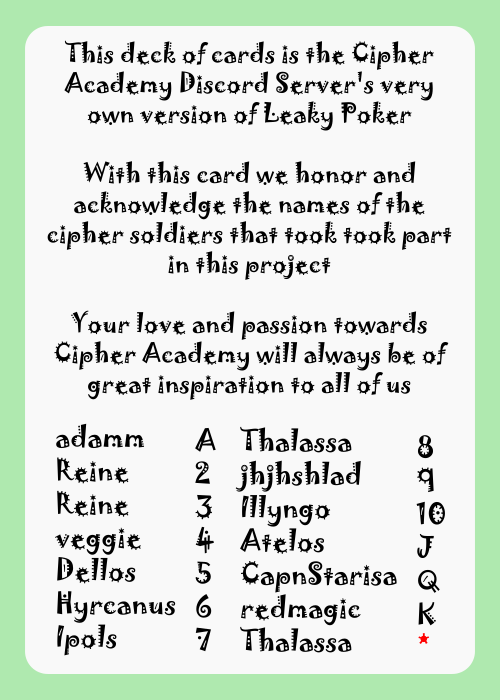 This deck of cards is the Cipher
Academy Discord Server's very
own version of Leaky Poker
With this card we honor and
acknowledge the names of the
cipher soldiers that took took part
in this project
Your love and passion towards
Cipher Academy will always be of
great inspiration to all of us
adamm A Thalassa 8
Reine 2 jhjhshlad 9
Reine 3 Illyngo 10
veggie 4 Atelos J
Dellos 5 CapnStarisa Q
Hyrcanus 6 redmagic K
Ipols 7 Thalassa ★